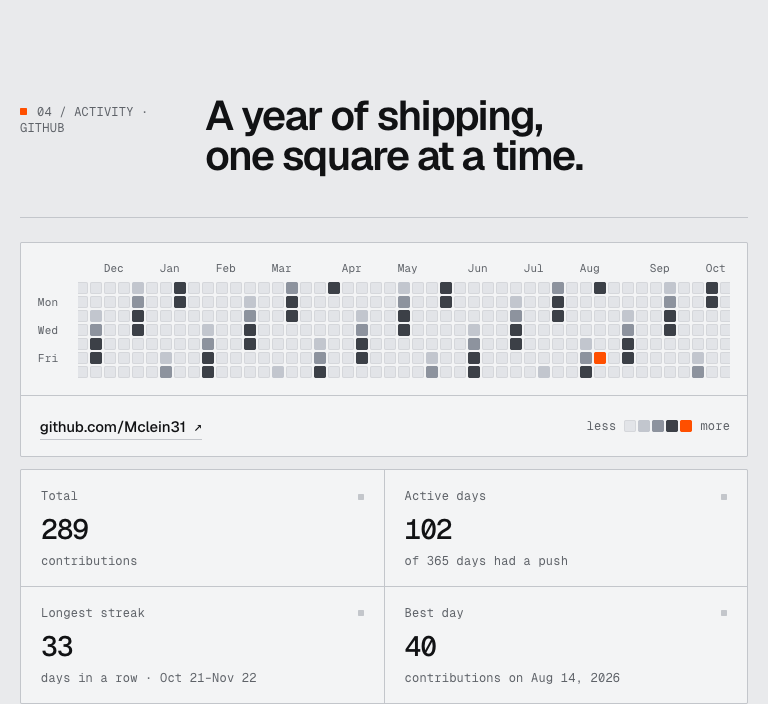 04 / ACTIVITY ·
GITHUB
A year of shipping,
one square at a time.
Dec Jan Feb Mar Apr May Jun Jul Aug Sep Oct
Mon
Wed
Fri
github.com/Mclein31 ↗
less more
Total
289
contributions
Active days
102
of 365 days had a push
Longest streak
33
days in a row · Oct 21–Nov 22
Best day
40
contributions on Aug 14, 2026